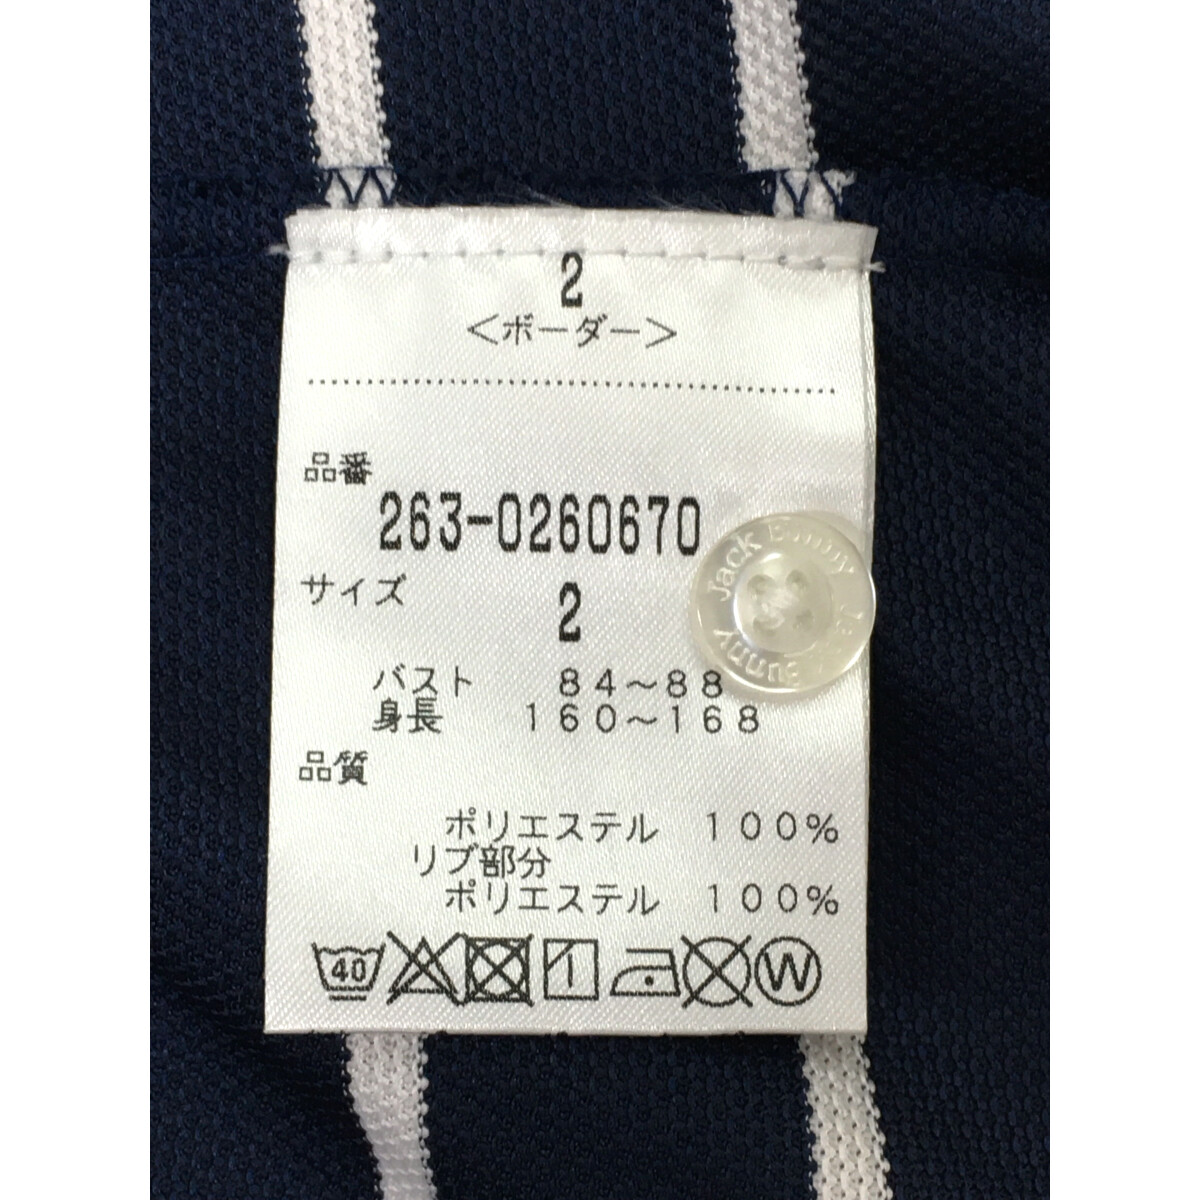 2
<ボーダー>
品番
263-0260670
サイズ
2
バスト 84～88
身長 160～168
品質
ポリエステル 100%
リブ部分
ポリエステル 100%
40
W
Jack Bunny
Bunny